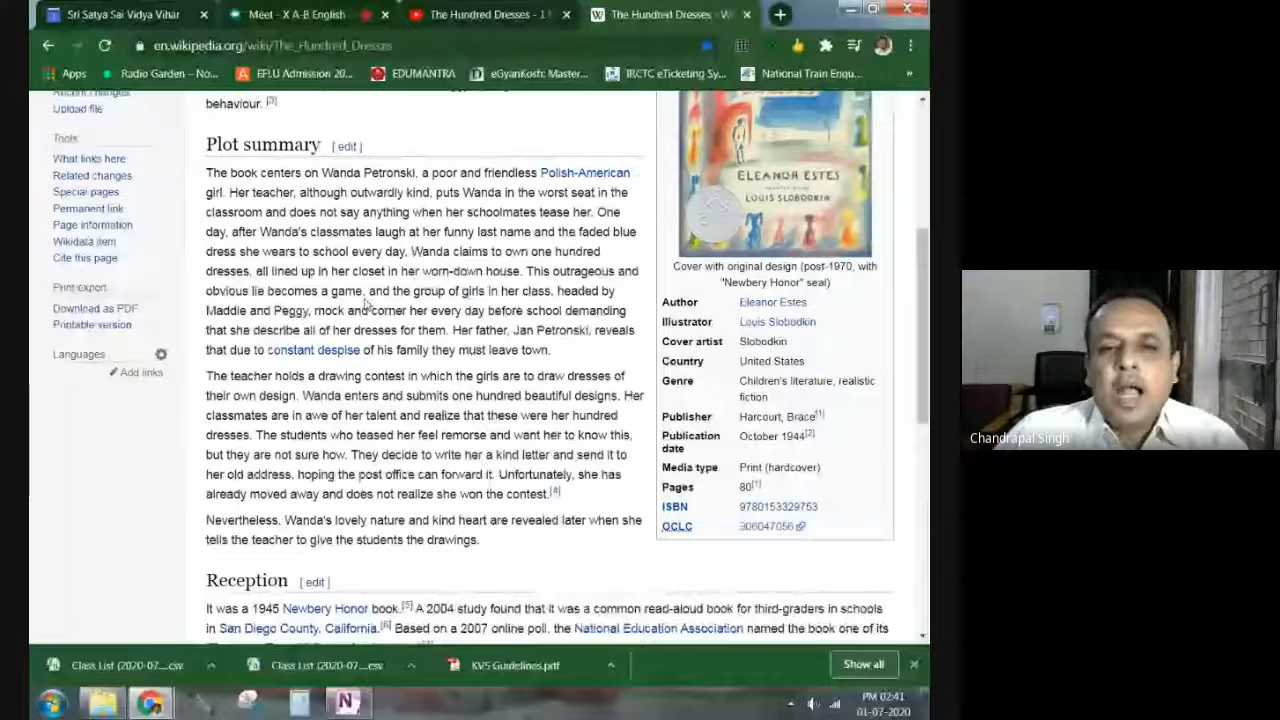 Sri Satya Sai Vidya Vihar
Meet - X A-B English
The Hundred Dresses - 1
The Hundred Dresses - W
en.wikipedia.org/wiki/The_Hundred_Dresses
Apps
Radio Garden – No...
EFLU Admission 20...
EDUMANTRA
eGyanKosh: Master...
IRCTC eTicketing Sy...
National Train Enqu...
»
Recent changes
Upload file
Tools
What links here
Related changes
Special pages
Permanent link
Page information
Wikidata item
Cite this page
Print/export
Download as PDF
Printable version
Languages
Add links
behaviour. [3]
Plot summary [ edit ]
The book centers on Wanda Petronski, a poor and friendless Polish-American
girl. Her teacher, although outwardly kind, puts Wanda in the worst seat in the
classroom and does not say anything when her schoolmates tease her. One
day, after Wanda's classmates laugh at her funny last name and the faded blue
dress she wears to school every day, Wanda claims to own one hundred
dresses, all lined up in her closet in her worn-down house. This outrageous and
obvious lie becomes a game, and the group of girls in her class, headed by
Maddie and Peggy, mock and corner her every day before school demanding
that she describe all of her dresses for them. Her father, Jan Petronski, reveals
that due to constant despise of his family they must leave town.
The teacher holds a drawing contest in which the girls are to draw dresses of
their own design. Wanda enters and submits one hundred beautiful designs. Her
classmates are in awe of her talent and realize that these were her hundred
dresses. The students who teased her feel remorse and want her to know this,
but they are not sure how. They decide to write her a kind letter and send it to
her old address, hoping the post office can forward it. Unfortunately, she has
already moved away and does not realize she won the contest.[4]
Nevertheless, Wanda's lovely nature and kind heart are revealed later when she
tells the teacher to give the students the drawings.
ELEANOR ESTES
LOUIS SLOBODKIN
Cover with original design (post-1970, with
"Newbery Honor" seal)
Author Eleanor Estes
Illustrator Louis Slobodkin
Cover artist Slobodkin
Country United States
Genre Children's literature, realistic
fiction
Publisher Harcourt, Brace[1]
Publication October 1944[2]
date
Media type Print (hardcover)
Pages 80[1]
ISBN 9780153329753
OCLC 306047056
Reception [ edit ]
It was a 1945 Newbery Honor book.[5] A 2004 study found that it was a common read-aloud book for third-graders in schools
in San Diego County, California.[6] Based on a 2007 online poll, the National Education Association named the book one of its
Chandrapal Singh
Class List (2020-07....csv
Class List (2020-07....csv
KVS Guidelines.pdf
Show all
PM 02:41
01-07-2020